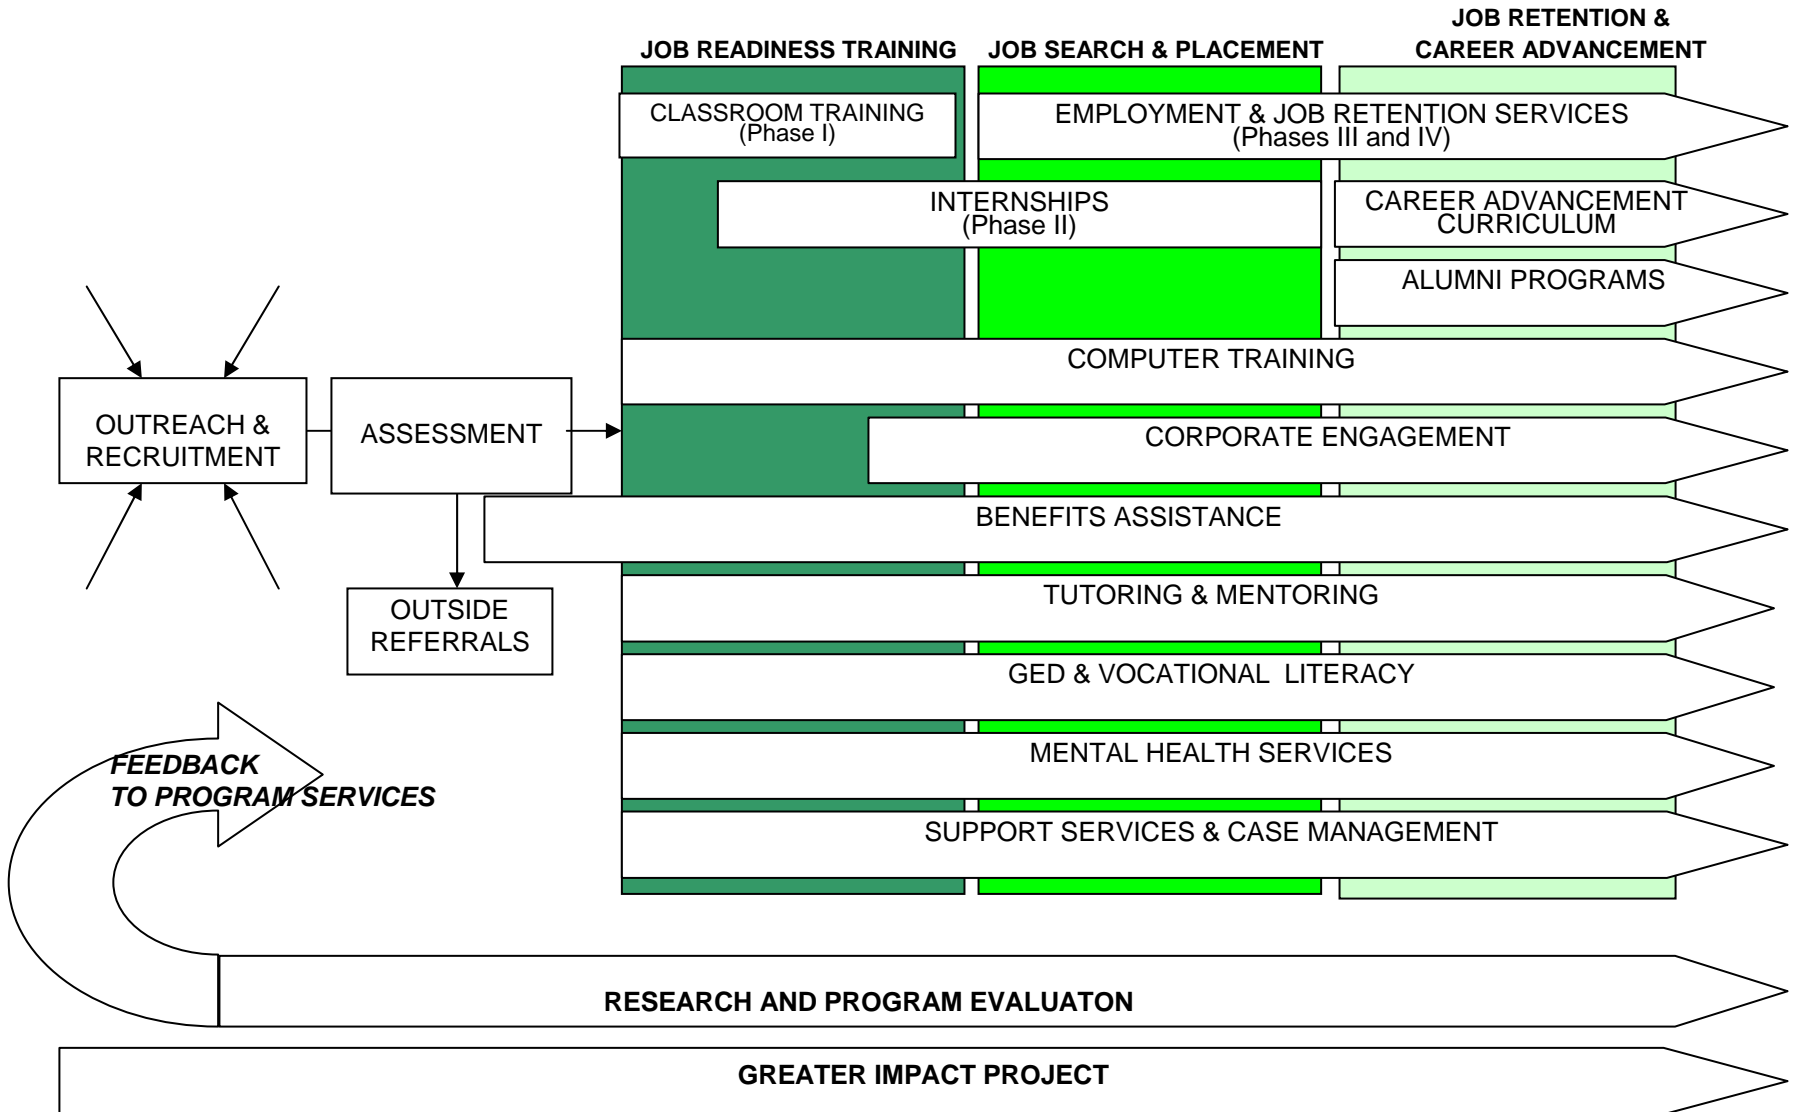 JOB READINESS TRAINING
JOB SEARCH & PLACEMENT
JOB RETENTION &
CAREER ADVANCEMENT
CLASSROOM TRAINING
(Phase I)
EMPLOYMENT & JOB RETENTION SERVICES
(Phases III and IV)
INTERNSHIPS
(Phase II)
CAREER ADVANCEMENT
CURRICULUM
ALUMNI PROGRAMS
COMPUTER TRAINING
OUTREACH &
RECRUITMENT
ASSESSMENT
CORPORATE ENGAGEMENT
BENEFITS ASSISTANCE
OUTSIDE
REFERRALS
TUTORING & MENTORING
GED & VOCATIONAL  LITERACY
MENTAL HEALTH SERVICES
FEEDBACK
TO PROGRAM SERVICES
SUPPORT SERVICES & CASE MANAGEMENT
RESEARCH AND PROGRAM EVALUATON
GREATER IMPACT PROJECT